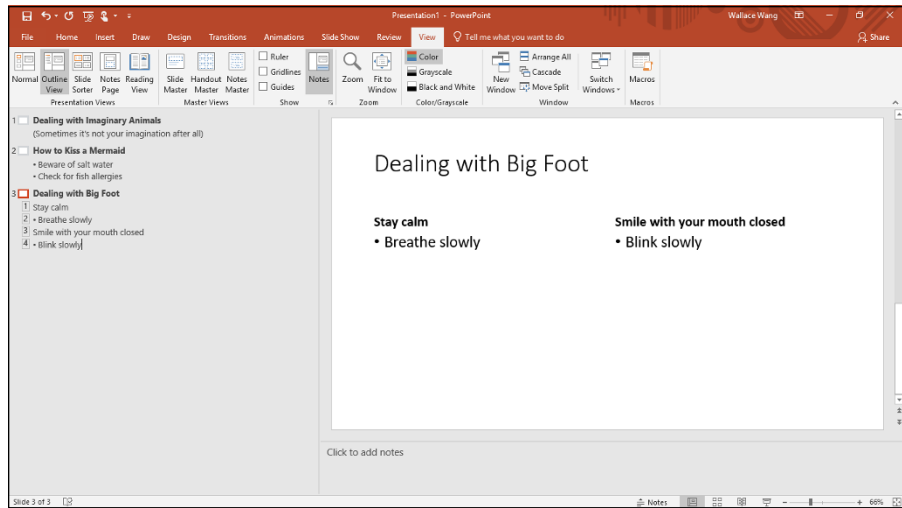 Presentation1 - PowerPoint
Wallace Wang
File Home Insert Draw Design Transitions Animations Slide Show Review View Tell me what you want to do
Share
Normal Outline View Slide Sorter Notes Page Reading View
Presentation Views
Slide Master Handout Master Notes Master
Master Views
Ruler
Gridlines
Guides
Show
Notes
Zoom Fit to Window
Zoom
Color
Grayscale
Black and White
Color/Grayscale
New Window
Arrange All
Cascade
Move Split
Switch Windows
Window
Macros
Macros
1 Dealing with Imaginary Animals
(Sometimes it's not your imagination after all)
2 How to Kiss a Mermaid
• Beware of salt water
• Check for fish allergies
3 Dealing with Big Foot
1 Stay calm
2 • Breathe slowly
3 Smile with your mouth closed
4 • Blink slowly
Dealing with Big Foot
Stay calm
• Breathe slowly
Smile with your mouth closed
• Blink slowly
Click to add notes
Slide 3 of 3
Notes
66%